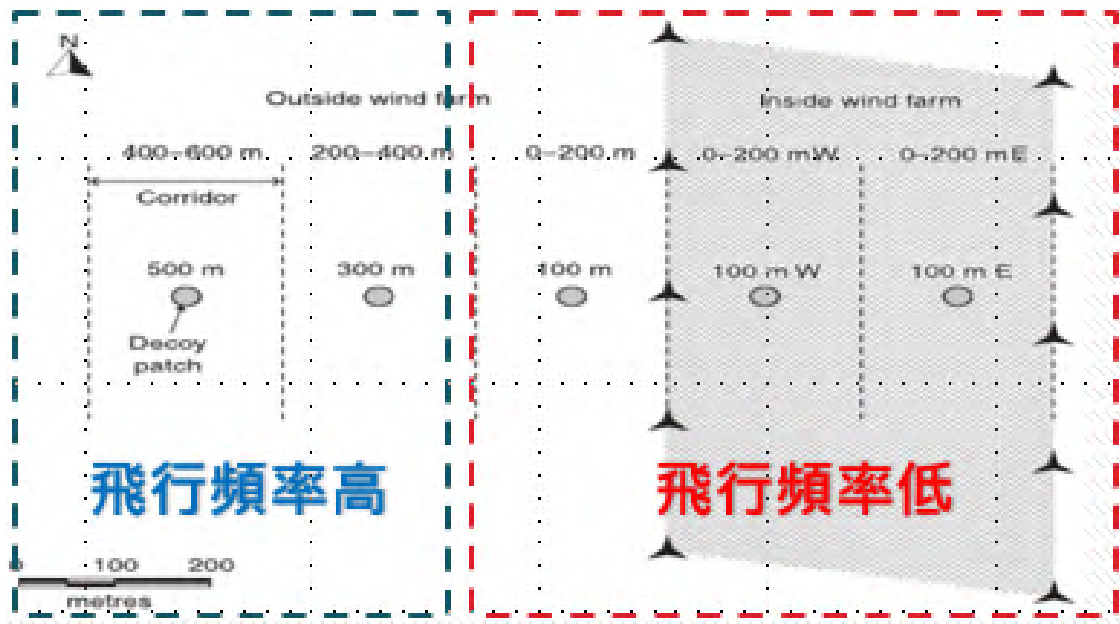 N
Outside wind farm
Inside wind farm
400–600 m
200–400 m
0–200 m
0–200 m W
0–200 m E
Corridor
500 m
300 m
100 m
100 m W
100 m E
Decoy
patch
飛行頻率高
飛行頻率低
0 100 200
metres